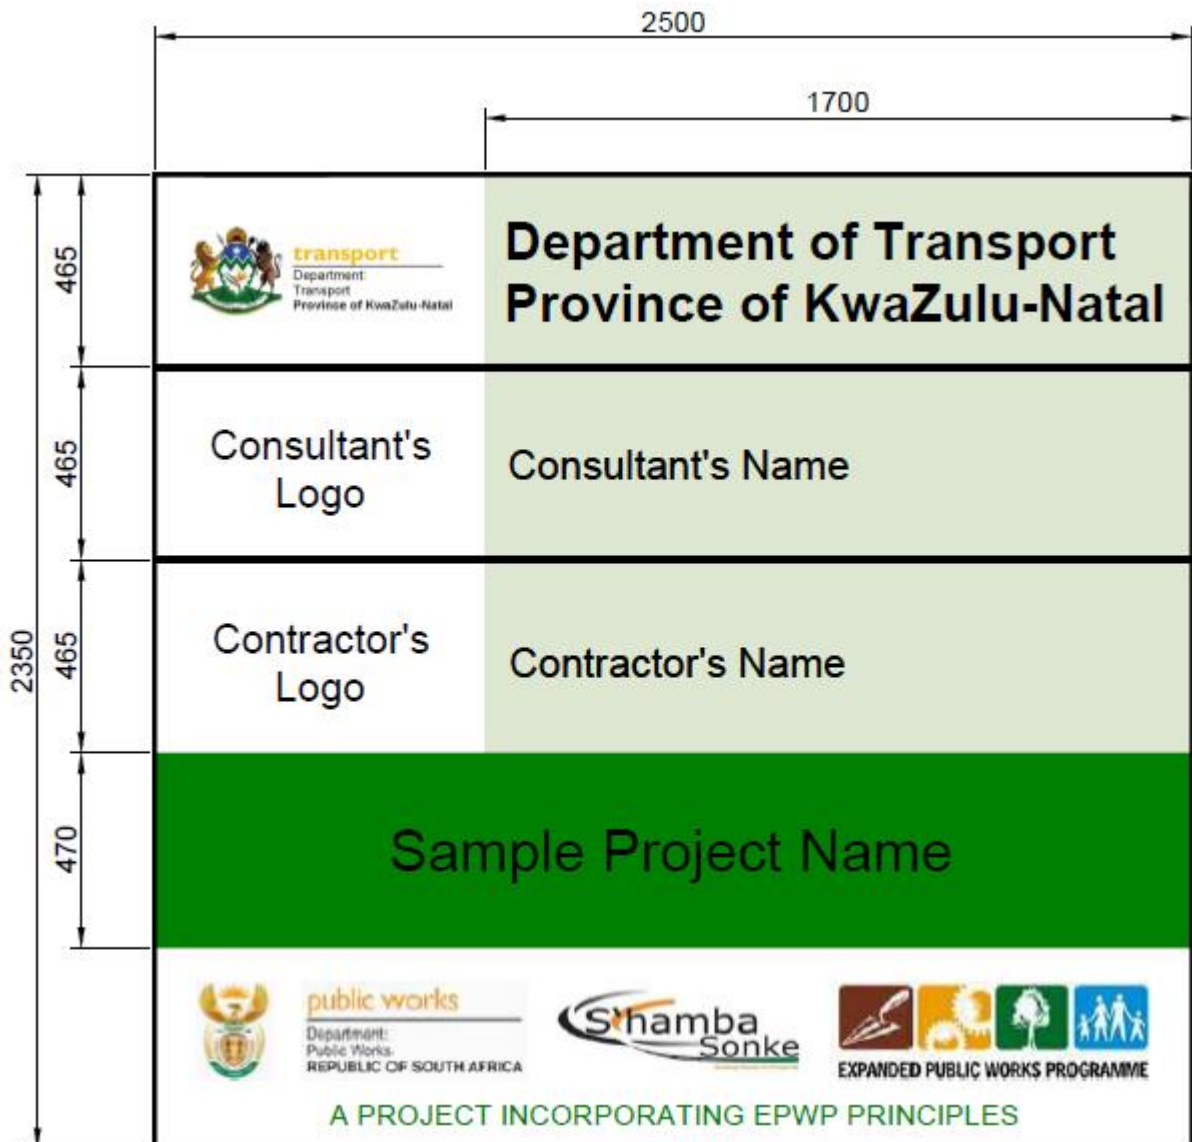 2500
1700
465
transport
Department
Transport
Province of KwaZulu-Natal
Department of Transport
Province of KwaZulu-Natal
465
Consultant's
Logo
Consultant's Name
2350
465
Contractor's
Logo
Contractor's Name
470
Sample Project Name
public works
Department:
Public Works
REPUBLIC OF SOUTH AFRICA
S'hamba
Sonke
EXPANDED PUBLIC WORKS PROGRAMME
A PROJECT INCORPORATING EPWP PRINCIPLES